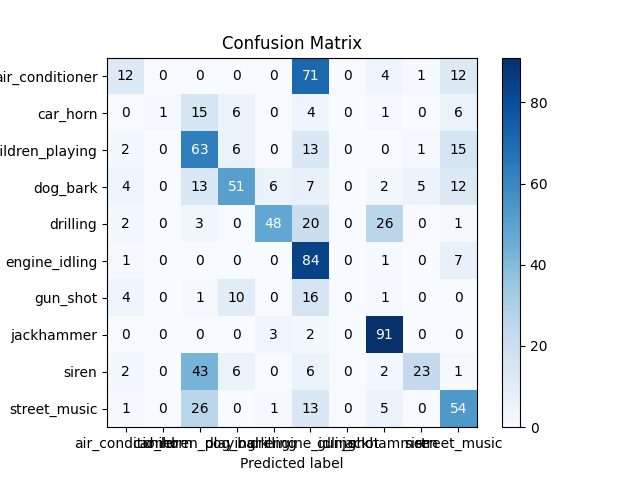 Confusion Matrix
air_conditioner 12 0 0 0 0 71 0 4 1 12
car_horn 0 1 15 6 0 4 0 1 0 6
ildren_playing 2 0 63 6 0 13 0 0 1 15
dog_bark 4 0 13 51 6 7 0 2 5 12
drilling 2 0 3 0 48 20 0 26 0 1
engine_idling 1 0 0 0 0 84 0 1 0 7
gun_shot 4 0 1 10 0 16 0 1 0 0
jackhammer 0 0 0 0 3 2 0 91 0 0
siren 2 0 43 6 0 6 0 2 23 1
street_music 1 0 26 0 1 13 0 5 0 54
street_music
Predicted label
80
60
40
20
0